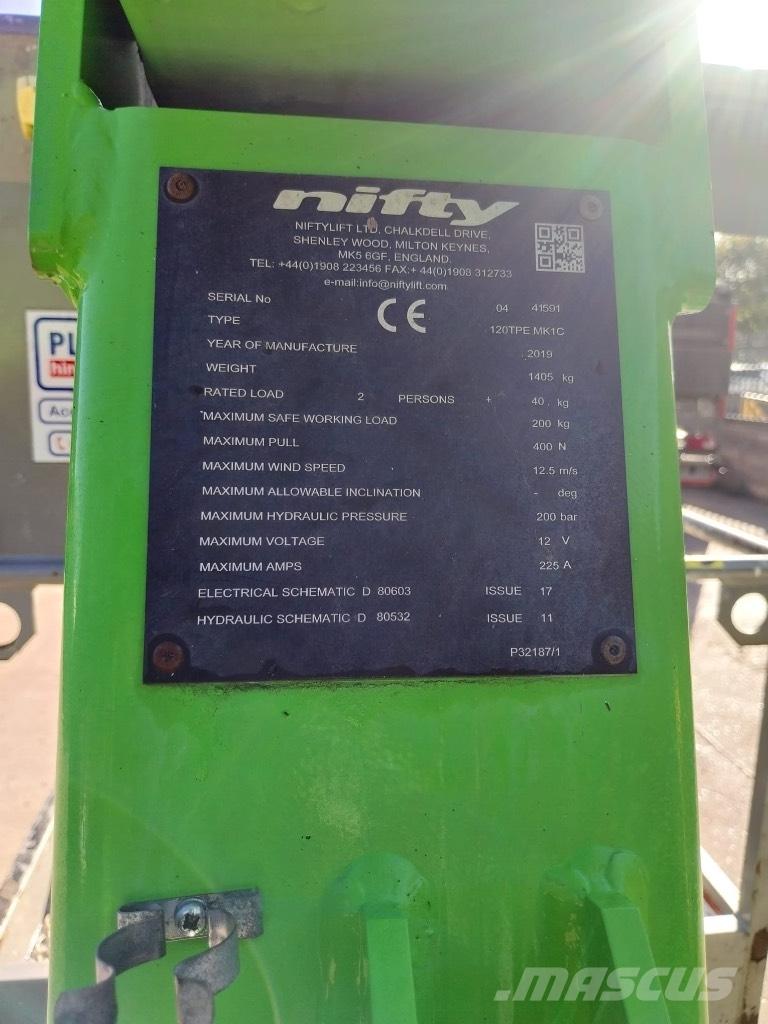 nifty
NIFTYLIFT LTD. CHALKDELL DRIVE,
SHENLEY WOOD, MILTON KEYNES,
MK5 6GF, ENGLAND.
TEL: +44(0)1908 223456 FAX:+ 44(0)1908 312733
e-mail:info@niftylift.com
SERIAL No CE 04 41591
TYPE 120TPE MK1C
YEAR OF MANUFACTURE 2019
WEIGHT 1405 kg
RATED LOAD 2 PERSONS + 40 kg
MAXIMUM SAFE WORKING LOAD 200 kg
MAXIMUM PULL 400 N
MAXIMUM WIND SPEED 12.5 m/s
MAXIMUM ALLOWABLE INCLINATION - deg
MAXIMUM HYDRAULIC PRESSURE 200 bar
MAXIMUM VOLTAGE 12 V
MAXIMUM AMPS 225 A
ELECTRICAL SCHEMATIC D 80603 ISSUE 17
HYDRAULIC SCHEMATIC D 80532 ISSUE 11
P32187/1
PL
hir
Ac
MASCUS